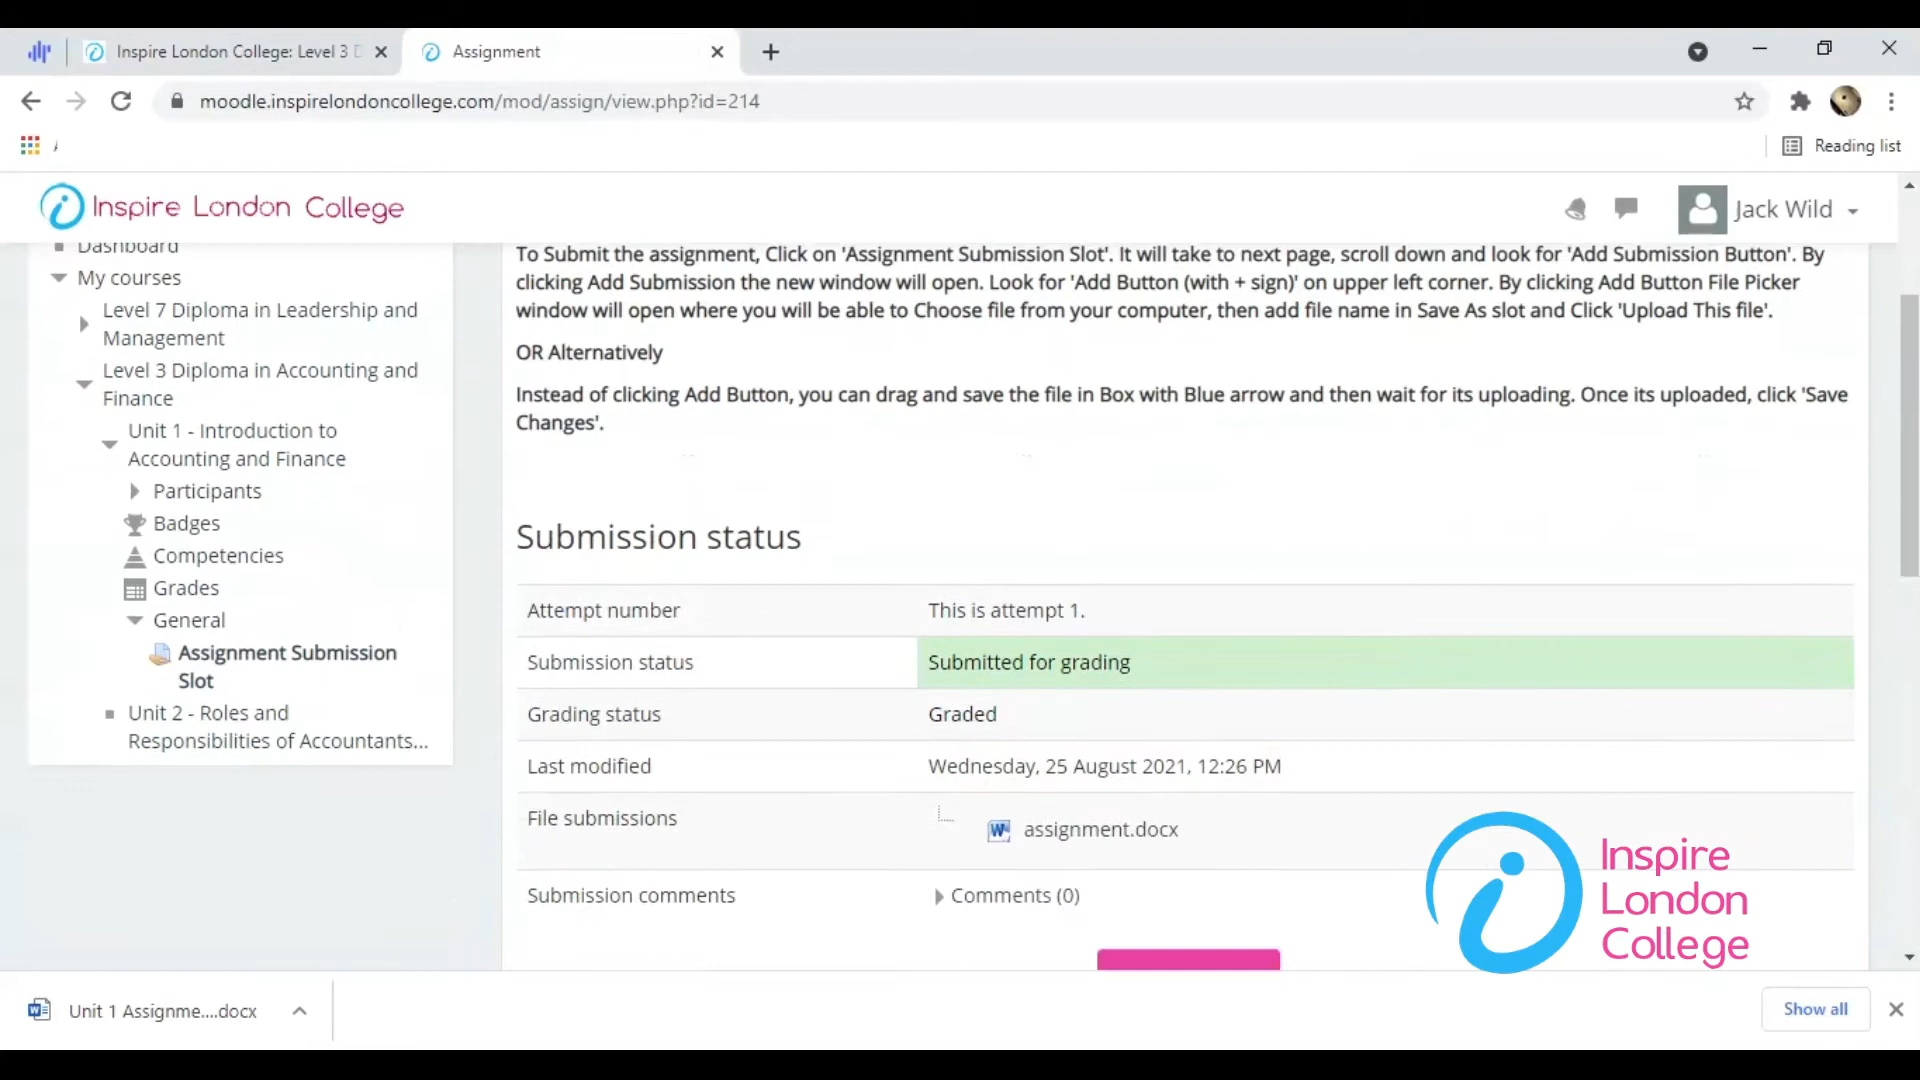 Inspire London College: Level 3 D
Assignment
moodle.inspirelondoncollege.com/mod/assign/view.php?id=214
Reading list
Inspire London College
Jack Wild
Dashboard
My courses
Level 7 Diploma in Leadership and
Management
Level 3 Diploma in Accounting and
Finance
Unit 1 - Introduction to
Accounting and Finance
Participants
Badges
Competencies
Grades
General
Assignment Submission
Slot
Unit 2 - Roles and
Responsibilities of Accountants...
To Submit the assignment, Click on 'Assignment Submission Slot'. It will take to next page, scroll down and look for 'Add Submission Button'. By
clicking Add Submission the new window will open. Look for 'Add Button (with + sign)' on upper left corner. By clicking Add Button File Picker
window will open where you will be able to Choose file from your computer, then add file name in Save As slot and Click 'Upload This file'.
OR Alternatively
Instead of clicking Add Button, you can drag and save the file in Box with Blue arrow and then wait for its uploading. Once its uploaded, click 'Save
Changes'.
Submission status
Attempt number This is attempt 1.
Submission status Submitted for grading
Grading status Graded
Last modified Wednesday, 25 August 2021, 12:26 PM
File submissions assignment.docx
Submission comments Comments (0)
Inspire
London
College
Unit 1 Assignme....docx
Show all